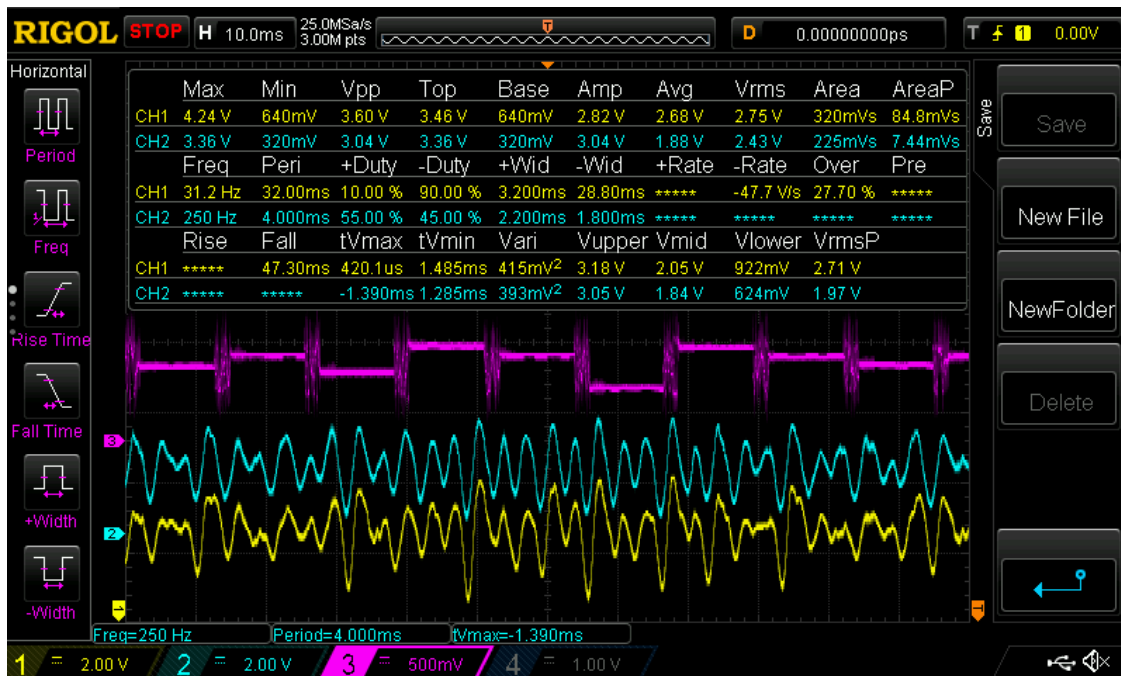 RIGOL STOP H 10.0ms 25.0MSa/s 3.00M pts T D 0.00000000ps T 1 0.00V
Horizontal
Period
Freq
Rise Time
Fall Time
+Width
-Width
Max Min Vpp Top Base Amp Avg Vrms Area AreaP
CH1 4.24 V 640mV 3.60 V 3.46 V 640mV 2.82 V 2.68 V 2.75 V 320mVs 84.8mVs
CH2 3.36 V 320mV 3.04 V 3.36 V 320mV 3.04 V 1.88 V 2.43 V 225mVs 7.44mVs
Freq Peri +Duty -Duty +Wid -Wid +Rate -Rate Over Pre
CH1 31.2 Hz 32.00ms 10.00 % 90.00 % 3.200ms 28.80ms ***** -47.7 V/s 27.70 % *****
CH2 250 Hz 4.000ms 55.00 % 45.00 % 2.200ms 1.800ms ***** ***** ***** *****
Rise Fall tVmax tVmin Vari Vupper Vmid Vlower VrmsP
CH1 ***** 47.30ms 420.1us 1.485ms 415mV² 3.18 V 2.05 V 922mV 2.71 V
CH2 ***** ***** -1.390ms 1.285ms 393mV² 3.05 V 1.84 V 624mV 1.97 V
3
2
T
Save
Save
New File
NewFolder
Delete
Freq=250 Hz Period=4.000ms tVmax=-1.390ms
1 = 2.00 V 2 = 2.00 V 3 = 500mV 4 = 1.00 V